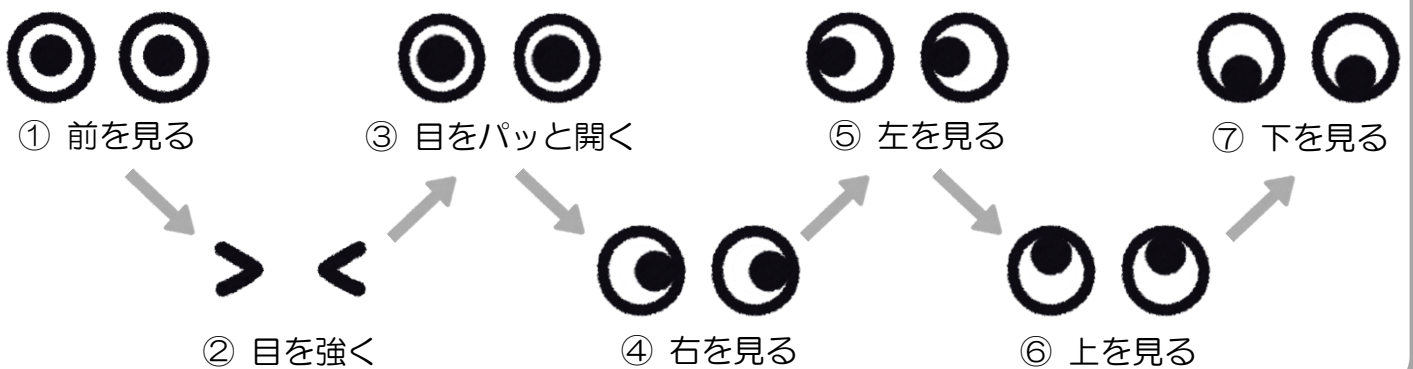 ① 前を見る
② 目を強く
③ 目をパッと開く
④ 右を見る
⑤ 左を見る
⑥ 上を見る
⑦ 下を見る